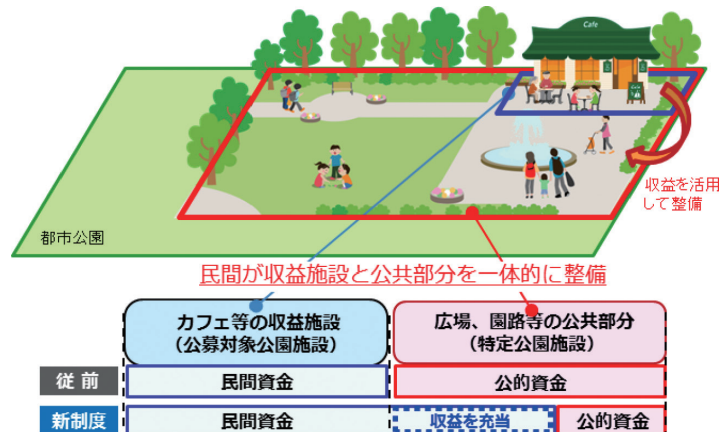 Cafe
収益を活用
して整備
都市公園
民間が収益施設と公共部分を一体的に整備
カフェ等の収益施設
(公募対象公園施設)
広場、園路等の公共部分
(特定公園施設)
従前
民間資金
公的資金
新制度
民間資金
収益を充当
公的資金